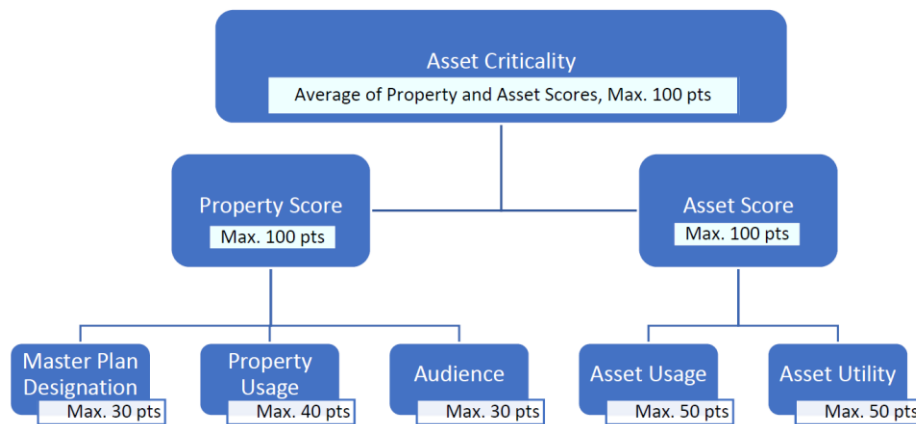 Asset Criticality
Average of Property and Asset Scores, Max. 100 pts
Property Score
Max. 100 pts
Asset Score
Max. 100 pts
Master Plan
Designation
Max. 30 pts
Property
Usage
Max. 40 pts
Audience
Max. 30 pts
Asset Usage
Max. 50 pts
Asset Utility
Max. 50 pts